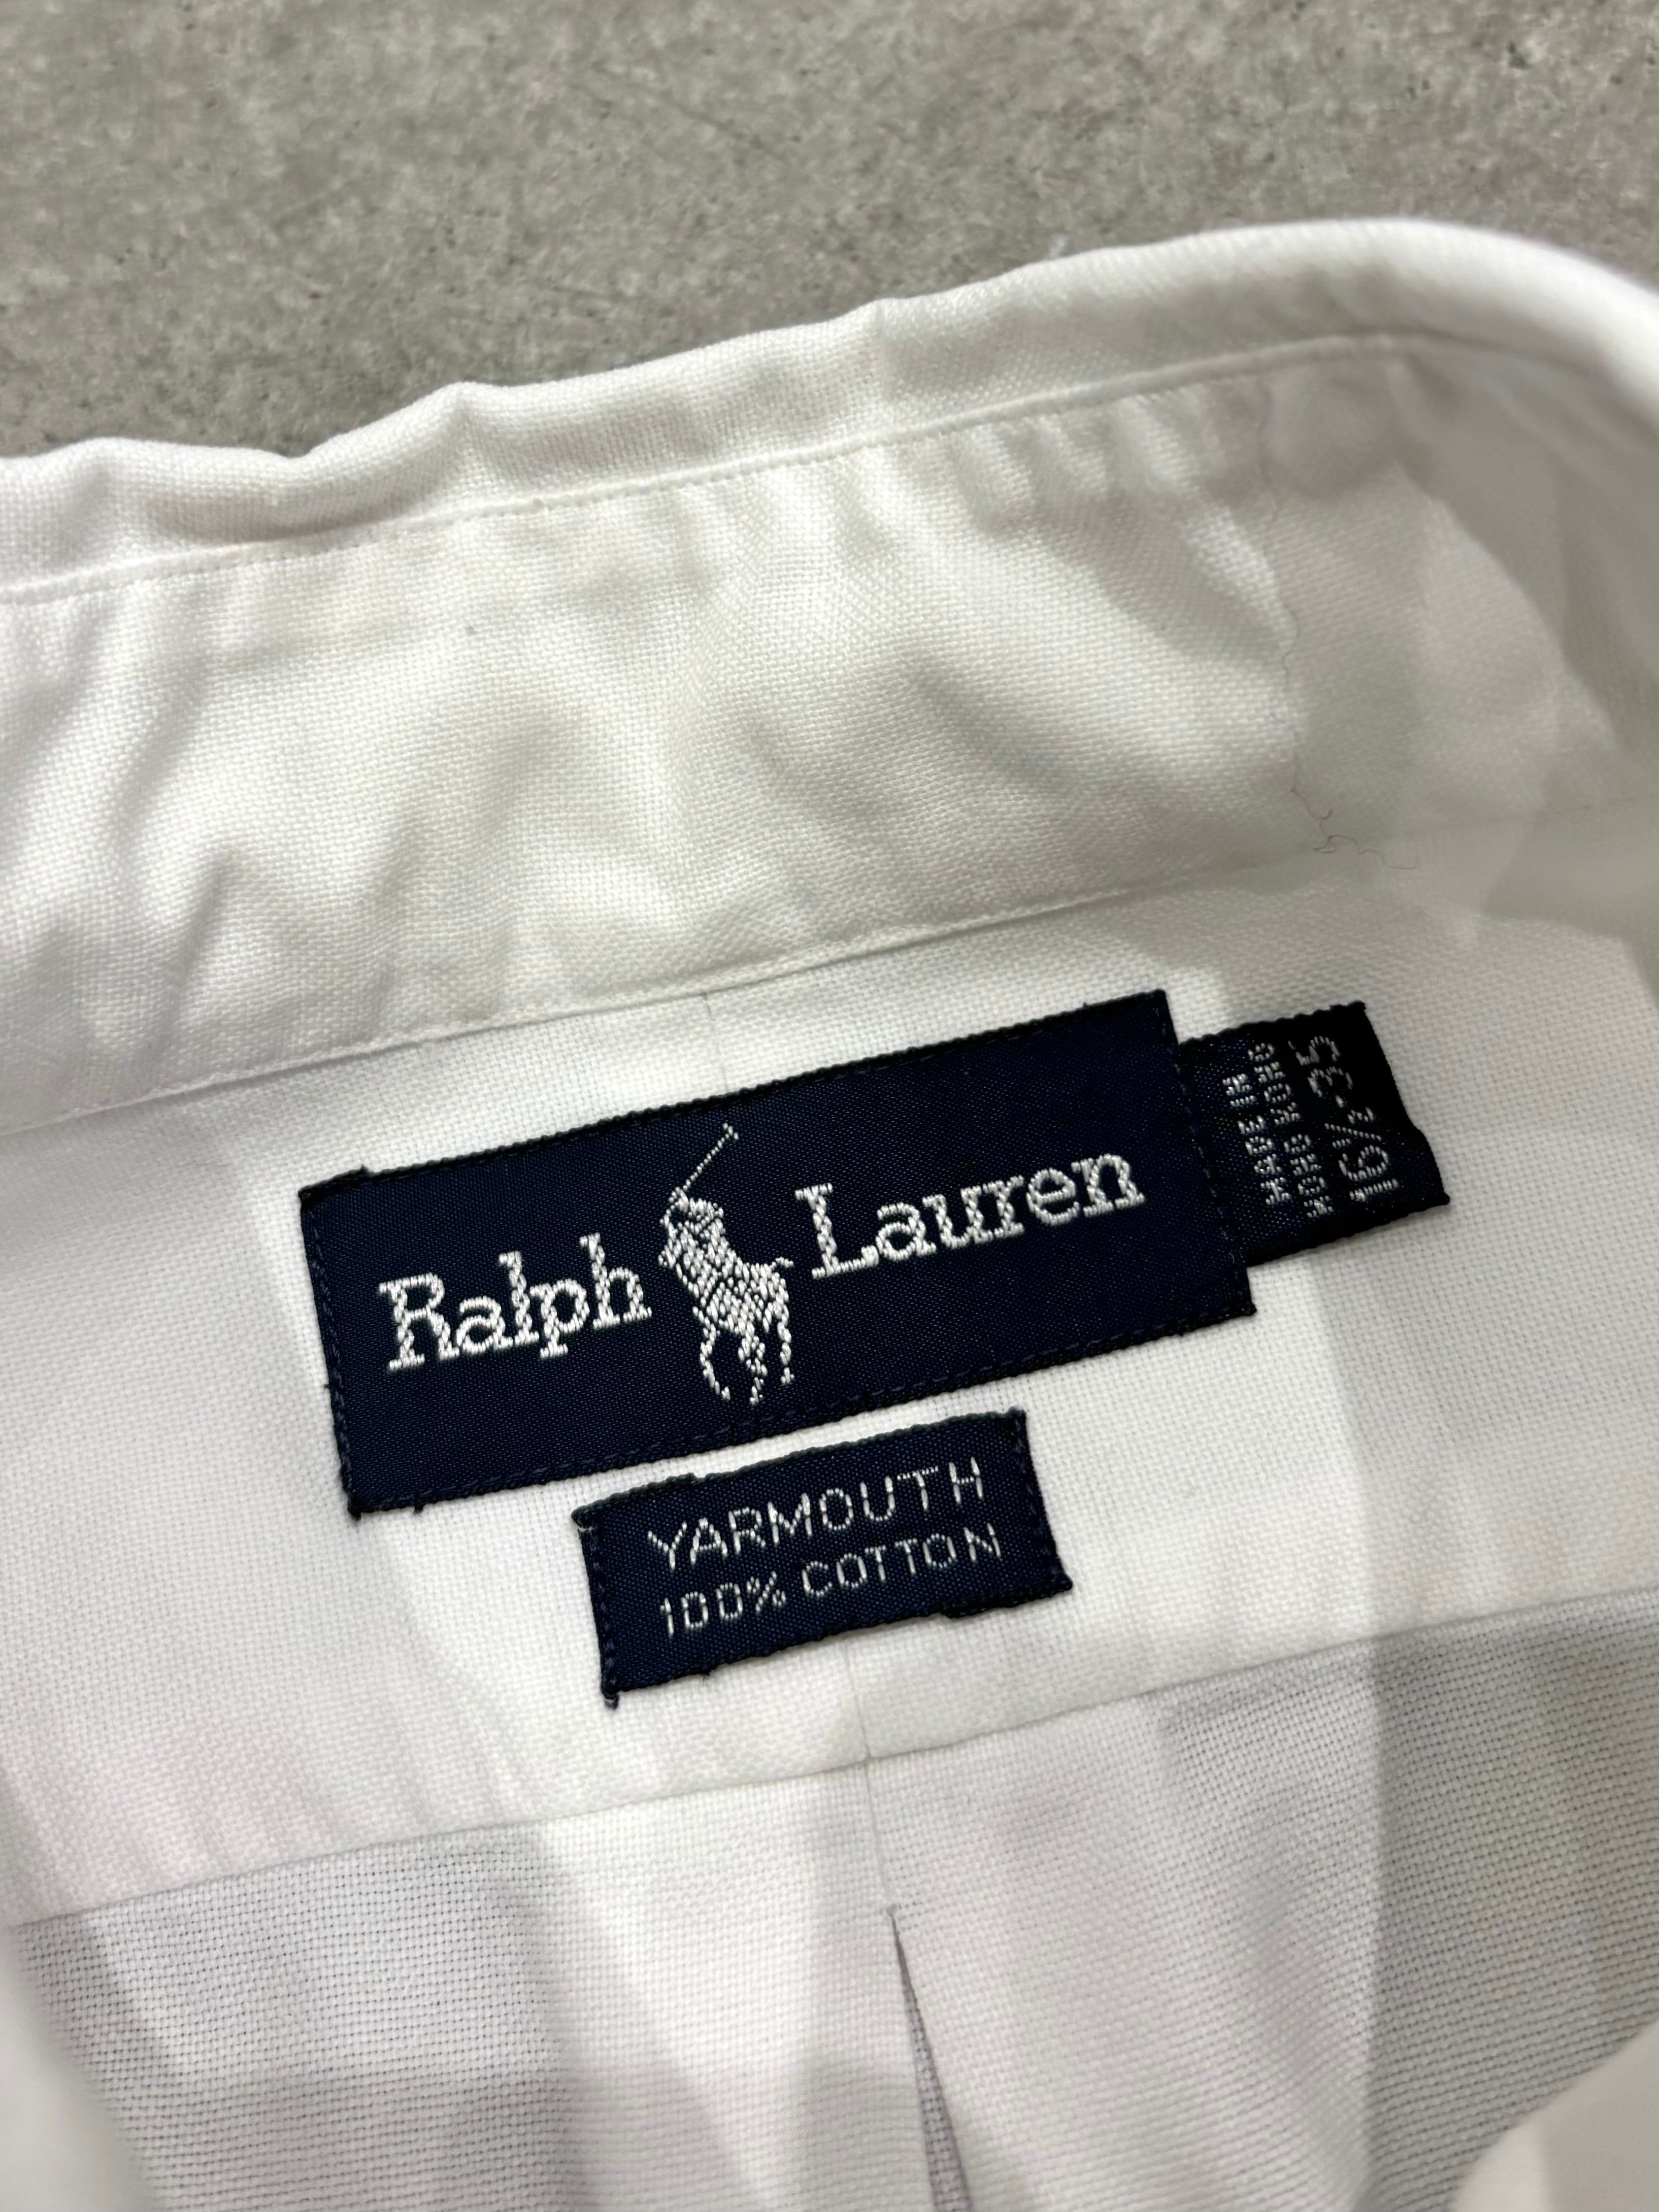 Ralph Lauren
MADE IN
HONG KONG
16½-35
YARMOUTH
100% COTTON